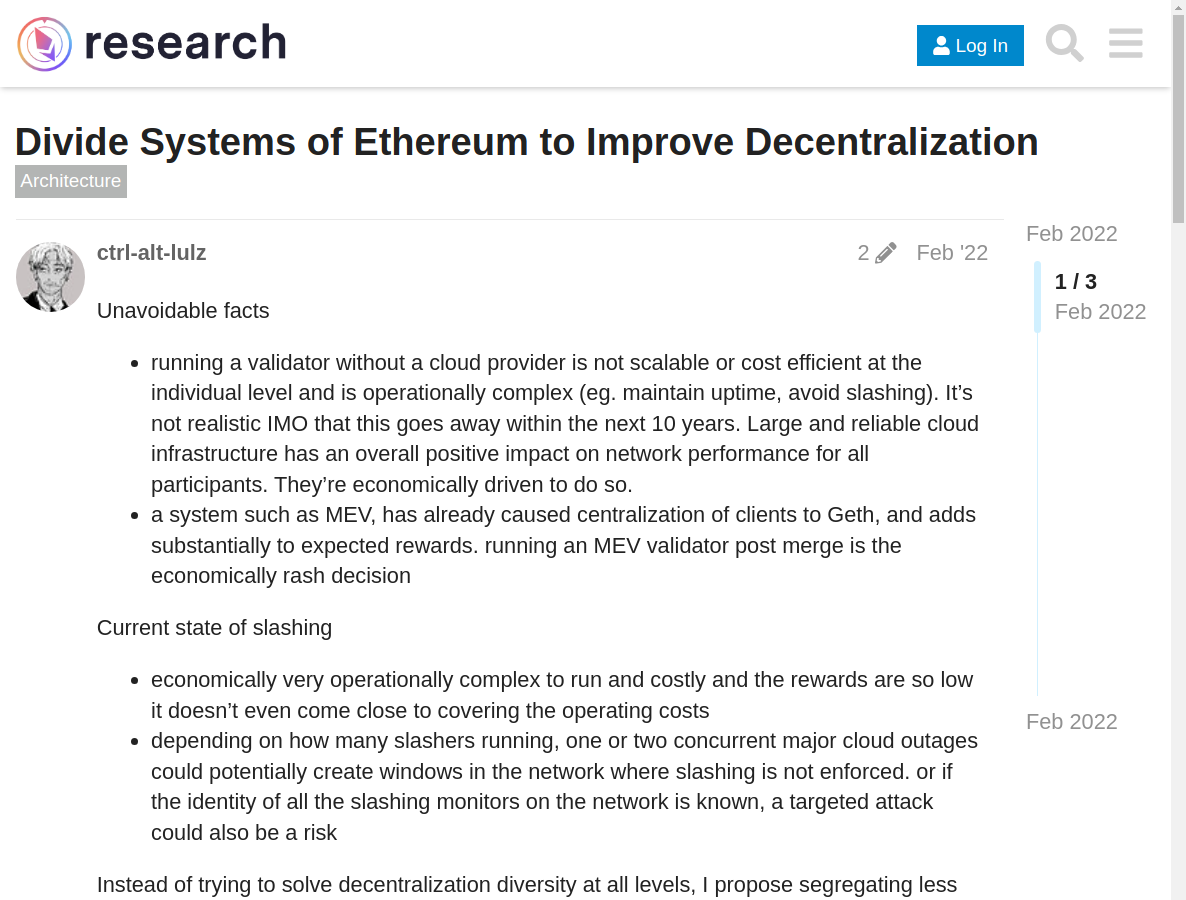 research
Log In
Divide Systems of Ethereum to Improve Decentralization
Architecture
ctrl-alt-lulz
2
Feb '22
Unavoidable facts
running a validator without a cloud provider is not scalable or cost efficient at the
individual level and is operationally complex (eg. maintain uptime, avoid slashing). It’s
not realistic IMO that this goes away within the next 10 years. Large and reliable cloud
infrastructure has an overall positive impact on network performance for all
participants. They’re economically driven to do so.
a system such as MEV, has already caused centralization of clients to Geth, and adds
substantially to expected rewards. running an MEV validator post merge is the
economically rash decision
Current state of slashing
economically very operationally complex to run and costly and the rewards are so low
it doesn’t even come close to covering the operating costs
depending on how many slashers running, one or two concurrent major cloud outages
could potentially create windows in the network where slashing is not enforced. or if
the identity of all the slashing monitors on the network is known, a targeted attack
could also be a risk
Instead of trying to solve decentralization diversity at all levels, I propose segregating less
Feb 2022
1 / 3
Feb 2022
Feb 2022